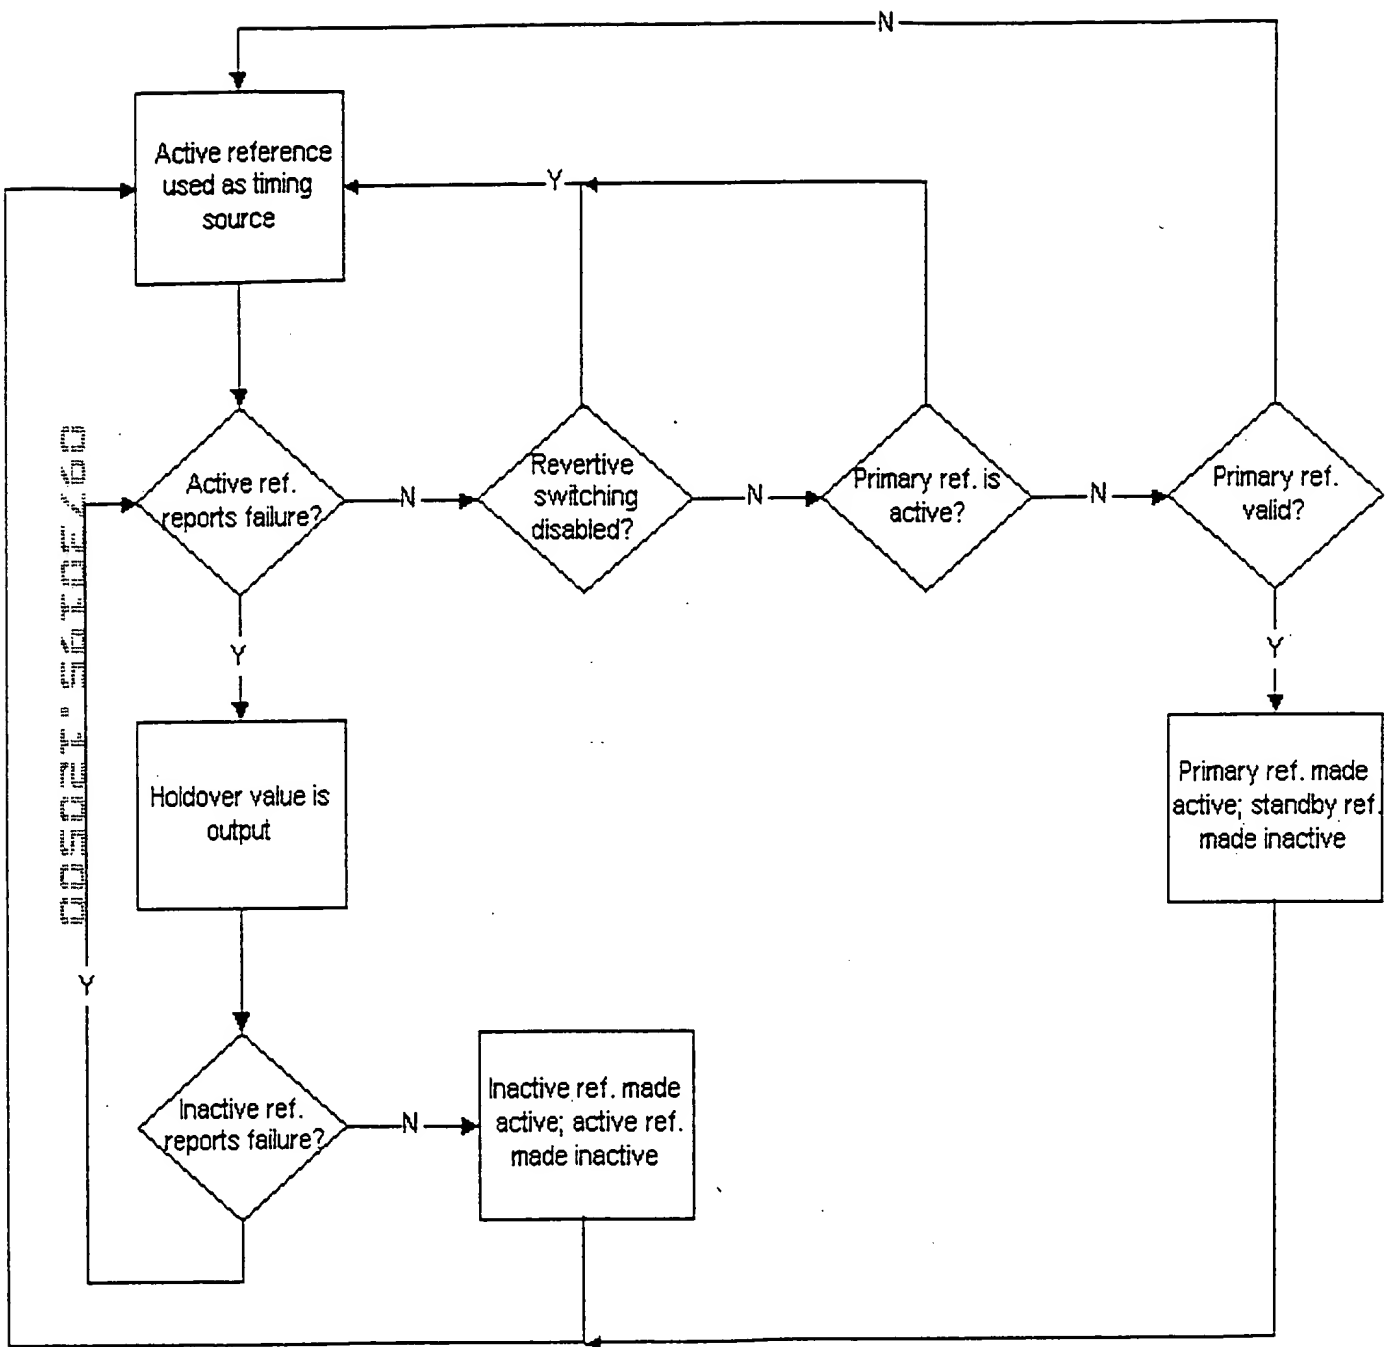 N
Active reference
used as timing
source
Y
Active ref.
reports failure?
N
Revertive
switching
disabled?
N
Primary ref. is
active?
N
Primary ref.
valid?
Y
Y
Holdover value is
output
Primary ref. made
active; standby ref.
made inactive
Y
Inactive ref.
reports failure?
N
Inactive ref. made
active; active ref.
made inactive